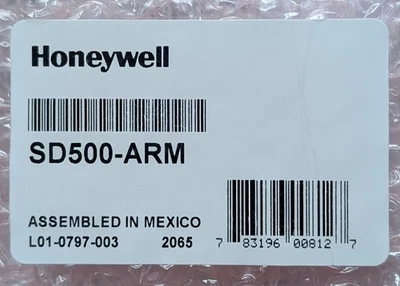 Honeywell
SD500-ARM
ASSEMBLED IN MEXICO
L01-0797-003 2065
7 83196 00812 7